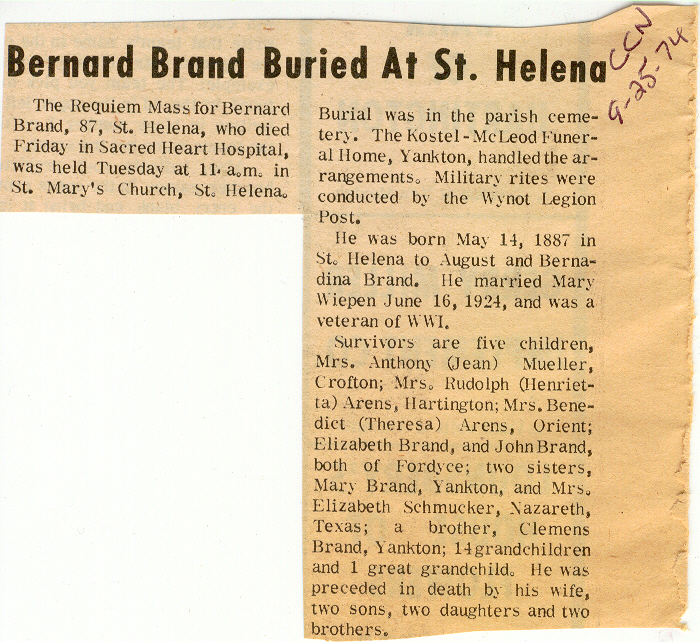 Bernard Brand Buried At St. Helena
CCN
9-25-74
The Requiem Mass for Bernard
Brand, 87, St. Helena, who died
Friday in Sacred Heart Hospital,
was held Tuesday at 11 a.m. in
St. Mary's Church, St. Helena.
Burial was in the parish ceme-
tery. The Kostel-McLeod Funer-
al Home, Yankton, handled the ar-
rangements. Military rites were
conducted by the Wynot Legion
Post.
He was born May 14, 1887 in
St. Helena to August and Berna-
dina Brand. He married Mary
Wiepen June 16, 1924, and was a
veteran of WWI.
Survivors are five children,
Mrs. Anthony (Jean) Mueller,
Crofton; Mrs. Rudolph (Henriet-
ta) Arens, Hartington; Mrs. Bene-
dict (Theresa) Arens, Orient;
Elizabeth Brand, and John Brand,
both of Fordyce; two sisters,
Mary Brand, Yankton, and Mrs.
Elizabeth Schmucker, Nazareth,
Texas; a brother, Clemens
Brand, Yankton; 14 grandchildren
and 1 great grandchild. He was
preceded in death by his wife,
two sons, two daughters and two
brothers.